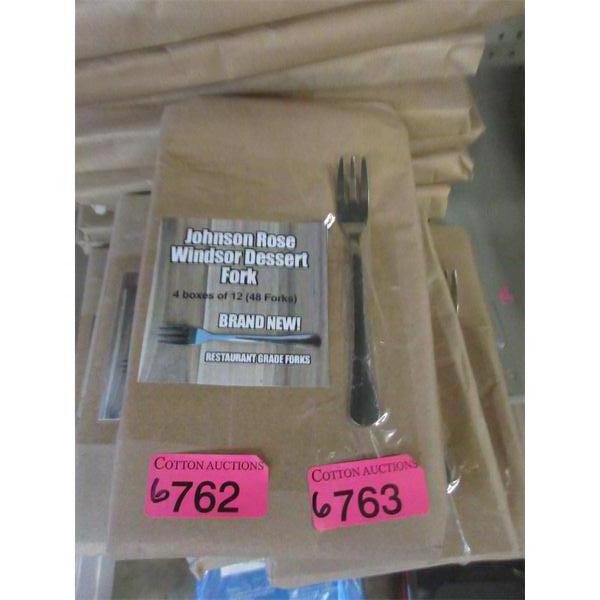 Johnson Rose
Windsor Dessert
Fork
4 boxes of 12 (48 Forks)
BRAND NEW!
RESTAURANT GRADE FORKS
COTTON AUCTIONS
6762
COTTON AUCTIONS
6763